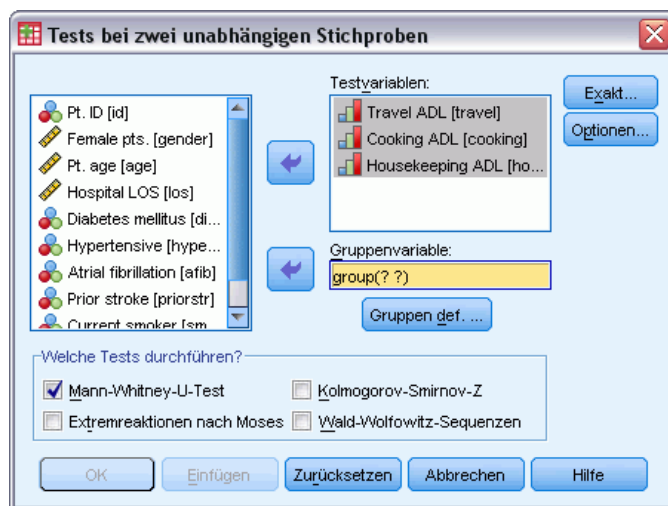 Tests bei zwei unabhängigen Stichproben
Pt. ID [id]
Female pts. [gender]
Pt. age [age]
Hospital LOS [los]
Diabetes mellitus [di...
Hypertensive [hype...
Atrial fibrillation [afib]
Prior stroke [priorstr]
Current smoker [sm
Testvariablen:
Travel ADL [travel]
Cooking ADL [cooking]
Housekeeping ADL [ho...
Gruppenvariable:
group(? ?)
Gruppen def. ...
Exakt...
Optionen...
Welche Tests durchführen?
Mann-Whitney-U-Test
Kolmogorov-Smirnov-Z
Extremreaktionen nach Moses
Wald-Wolfowitz-Sequenzen
OK
Einfügen
Zurücksetzen
Abbrechen
Hilfe